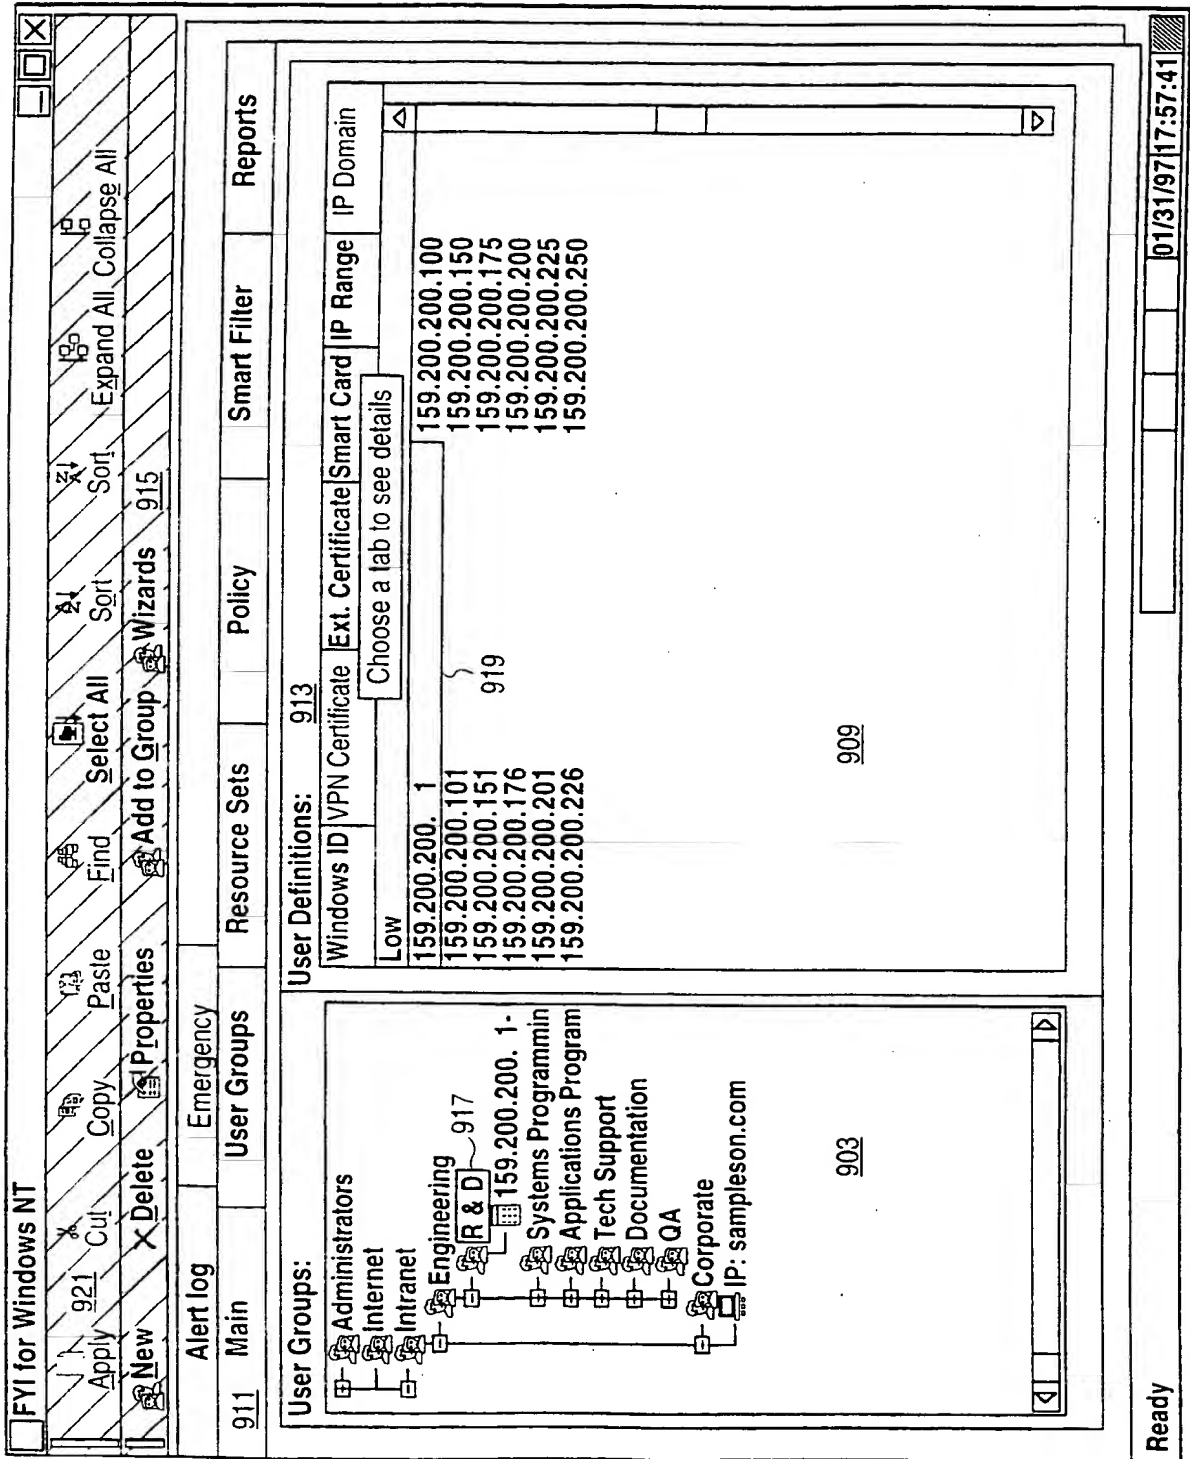 FYI for Windows NT
Apply 921 Cut Copy Paste Find Select All Sort Sort Expand All Collapse All
New Delete Properties Add to Group Wizards 915
Alert log Emergency
911 Main User Groups Resource Sets Policy Smart Filter Reports
User Groups:
Administrators
Internet
Intranet
Engineering
R & D 917
159.200.200. 1-
Systems Programmin
Applications Program
Tech Support
Documentation
QA
Corporate
IP: sampleson.com
903
User Definitions: 913
Windows ID VPN Certificate Ext. Certificate Smart Card IP Range IP Domain
Choose a tab to see details
Low
159.200.200. 1 159.200.200.100
159.200.200.101 159.200.200.150
159.200.200.151 159.200.200.175
159.200.200.176 159.200.200.200
159.200.200.201 159.200.200.225
159.200.200.226 159.200.200.250
919
909
Ready 01/31/97 17:57:41